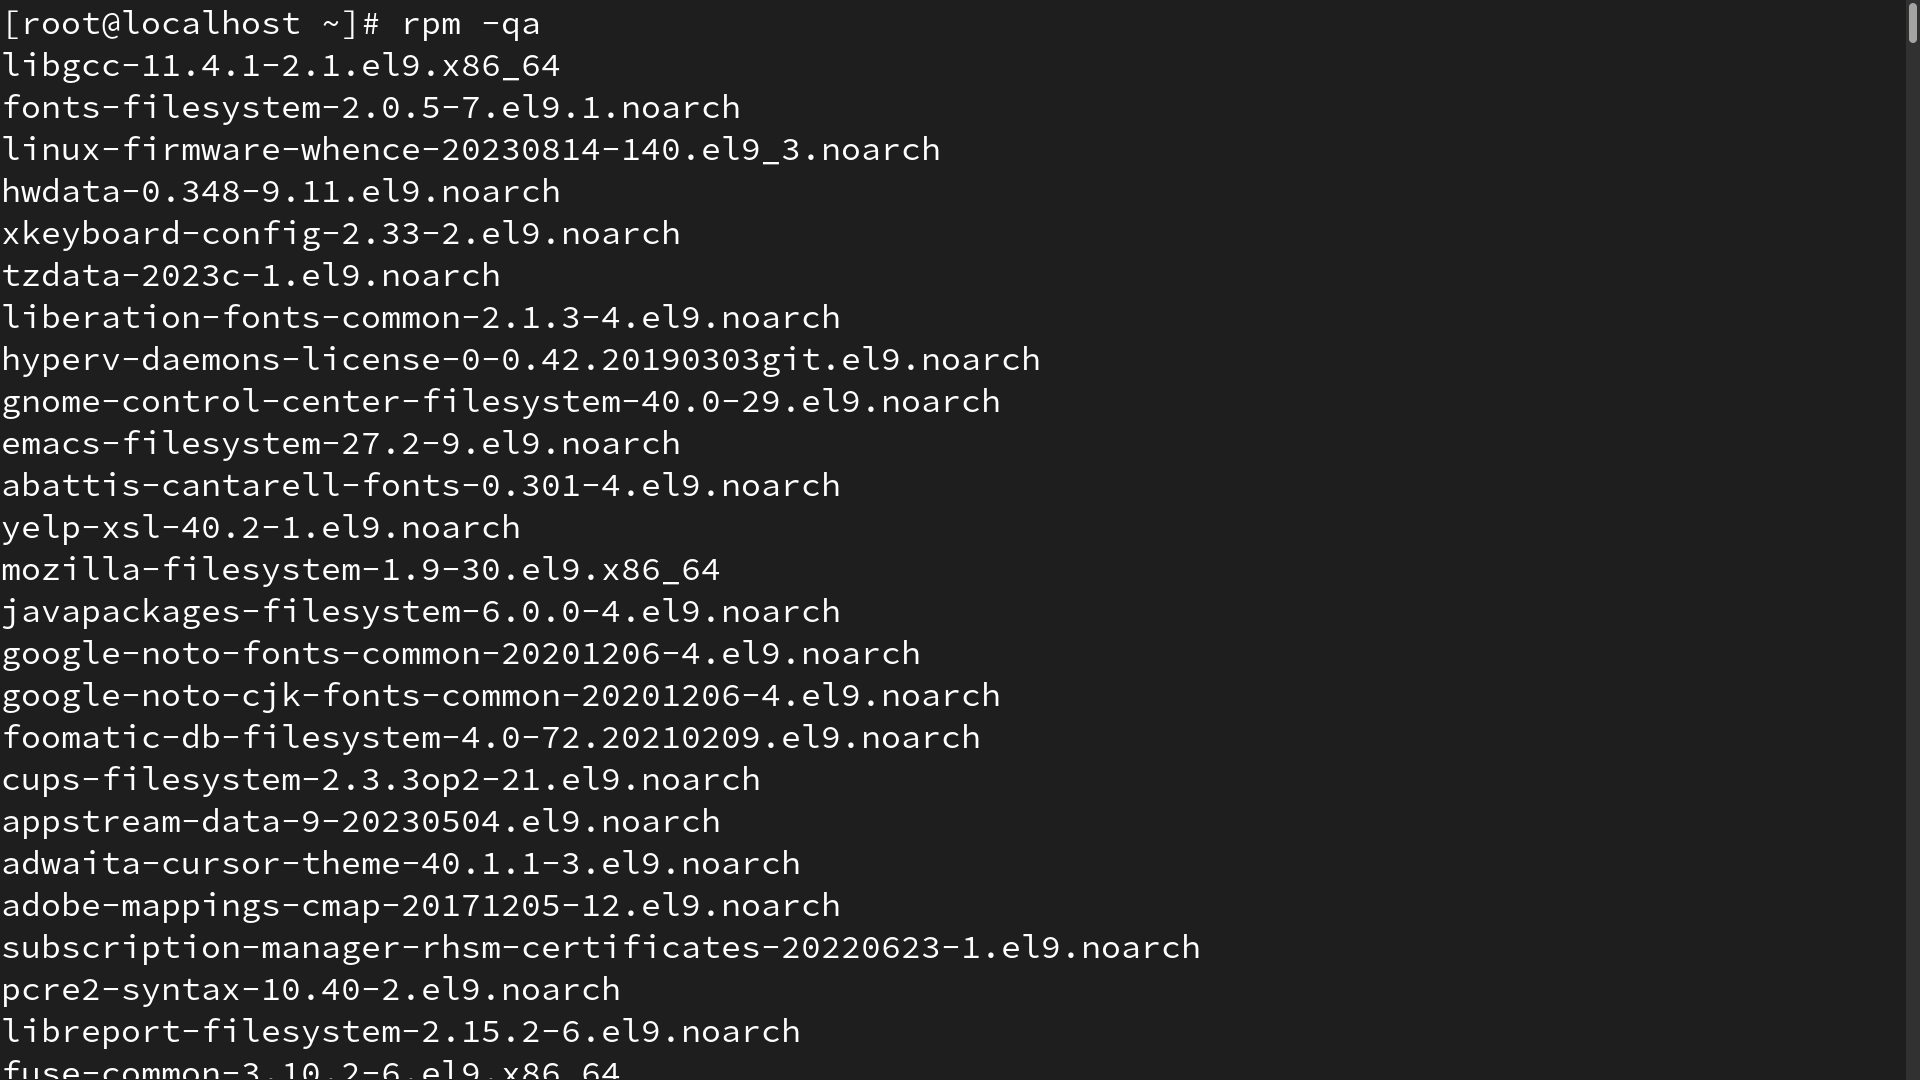 [root@localhost ~]# rpm -qa
libgcc-11.4.1-2.1.el9.x86_64
fonts-filesystem-2.0.5-7.el9.1.noarch
linux-firmware-whence-20230814-140.el9_3.noarch
hwdata-0.348-9.11.el9.noarch
xkeyboard-config-2.33-2.el9.noarch
tzdata-2023c-1.el9.noarch
liberation-fonts-common-2.1.3-4.el9.noarch
hyperv-daemons-license-0-0.42.20190303git.el9.noarch
gnome-control-center-filesystem-40.0-29.el9.noarch
emacs-filesystem-27.2-9.el9.noarch
abattis-cantarell-fonts-0.301-4.el9.noarch
yelp-xsl-40.2-1.el9.noarch
mozilla-filesystem-1.9-30.el9.x86_64
javapackages-filesystem-6.0.0-4.el9.noarch
google-noto-fonts-common-20201206-4.el9.noarch
google-noto-cjk-fonts-common-20201206-4.el9.noarch
foomatic-db-filesystem-4.0-72.20210209.el9.noarch
cups-filesystem-2.3.3op2-21.el9.noarch
appstream-data-9-20230504.el9.noarch
adwaita-cursor-theme-40.1.1-3.el9.noarch
adobe-mappings-cmap-20171205-12.el9.noarch
subscription-manager-rhsm-certificates-20220623-1.el9.noarch
pcre2-syntax-10.40-2.el9.noarch
libreport-filesystem-2.15.2-6.el9.noarch
fuse-common-3.10.2-6.el9.x86_64